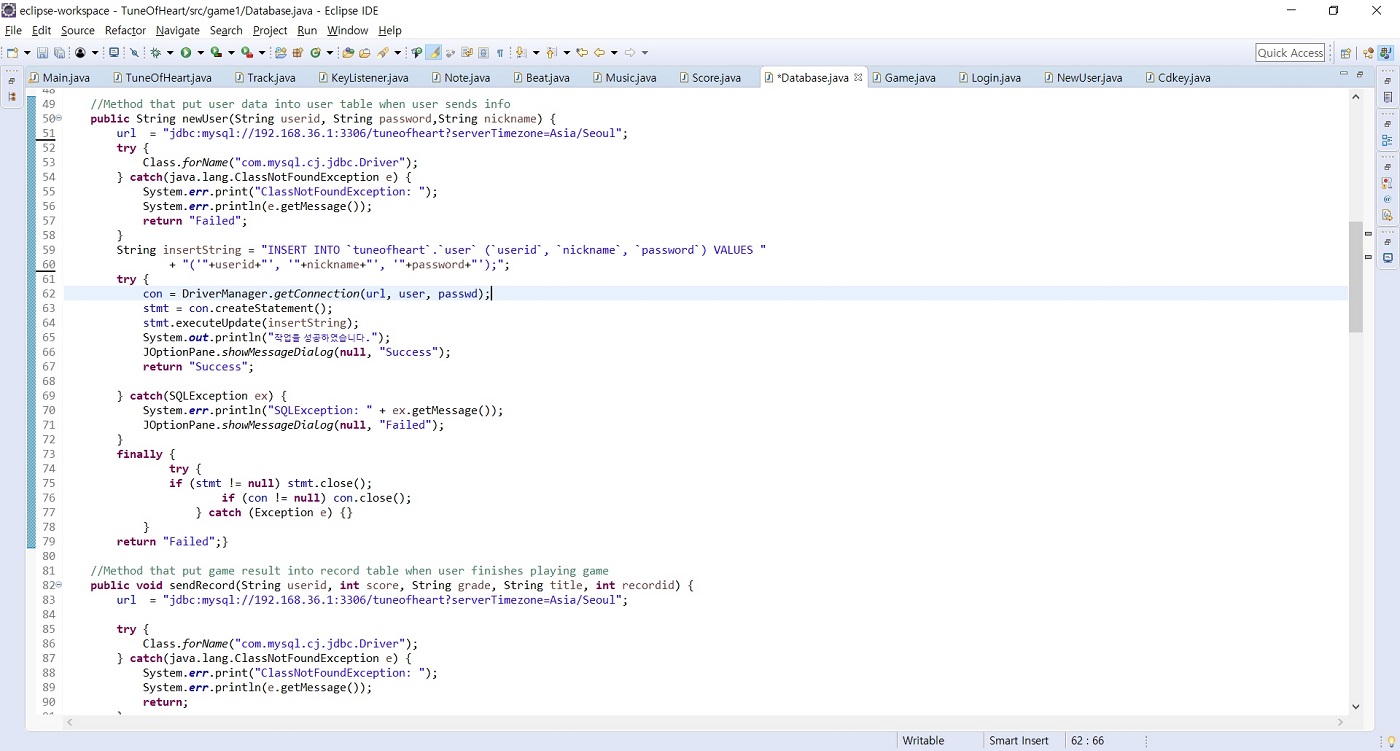 eclipse-workspace - TuneOfHeart/src/game1/Database.java - Eclipse IDE
File Edit Source Refactor Navigate Search Project Run Window Help
Quick Access
Main.java TuneOfHeart.java Track.java KeyListener.java Note.java Beat.java Music.java Score.java *Database.java Game.java Login.java NewUser.java Cdkey.java
48
49 //Method that put user data into user table when user sends info
50 public String newUser(String userid, String password,String nickname) {
51 url  = "jdbc:mysql://192.168.36.1:3306/tuneofheart?serverTimezone=Asia/Seoul";
52 try {
53 Class.forName("com.mysql.cj.jdbc.Driver");
54 } catch(java.lang.ClassNotFoundException e) {
55 System.err.print("ClassNotFoundException: ");
56 System.err.println(e.getMessage());
57 return "Failed";
58 }
59 String insertString = "INSERT INTO `tuneofheart`.`user` (`userid`, `nickname`, `password`) VALUES "
60 + "('"+userid+"', '"+nickname+"', '"+password+"');";
61 try {
62 con = DriverManager.getConnection(url, user, passwd);
63 stmt = con.createStatement();
64 stmt.executeUpdate(insertString);
65 System.out.println("작업을 성공하였습니다.");
66 JOptionPane.showMessageDialog(null, "Success");
67 return "Success";
68
69 } catch(SQLException ex) {
70 System.err.println("SQLException: " + ex.getMessage());
71 JOptionPane.showMessageDialog(null, "Failed");
72 }
73 finally {
74 try {
75 if (stmt != null) stmt.close();
76 if (con != null) con.close();
77 } catch (Exception e) {}
78 }
79 return "Failed";}
80
81 //Method that put game result into record table when user finishes playing game
82 public void sendRecord(String userid, int score, String grade, String title, int recordid) {
83 url  = "jdbc:mysql://192.168.36.1:3306/tuneofheart?serverTimezone=Asia/Seoul";
84
85 try {
86 Class.forName("com.mysql.cj.jdbc.Driver");
87 } catch(java.lang.ClassNotFoundException e) {
88 System.err.print("ClassNotFoundException: ");
89 System.err.println(e.getMessage());
90 return;
91 }
Writable Smart Insert 62 : 66